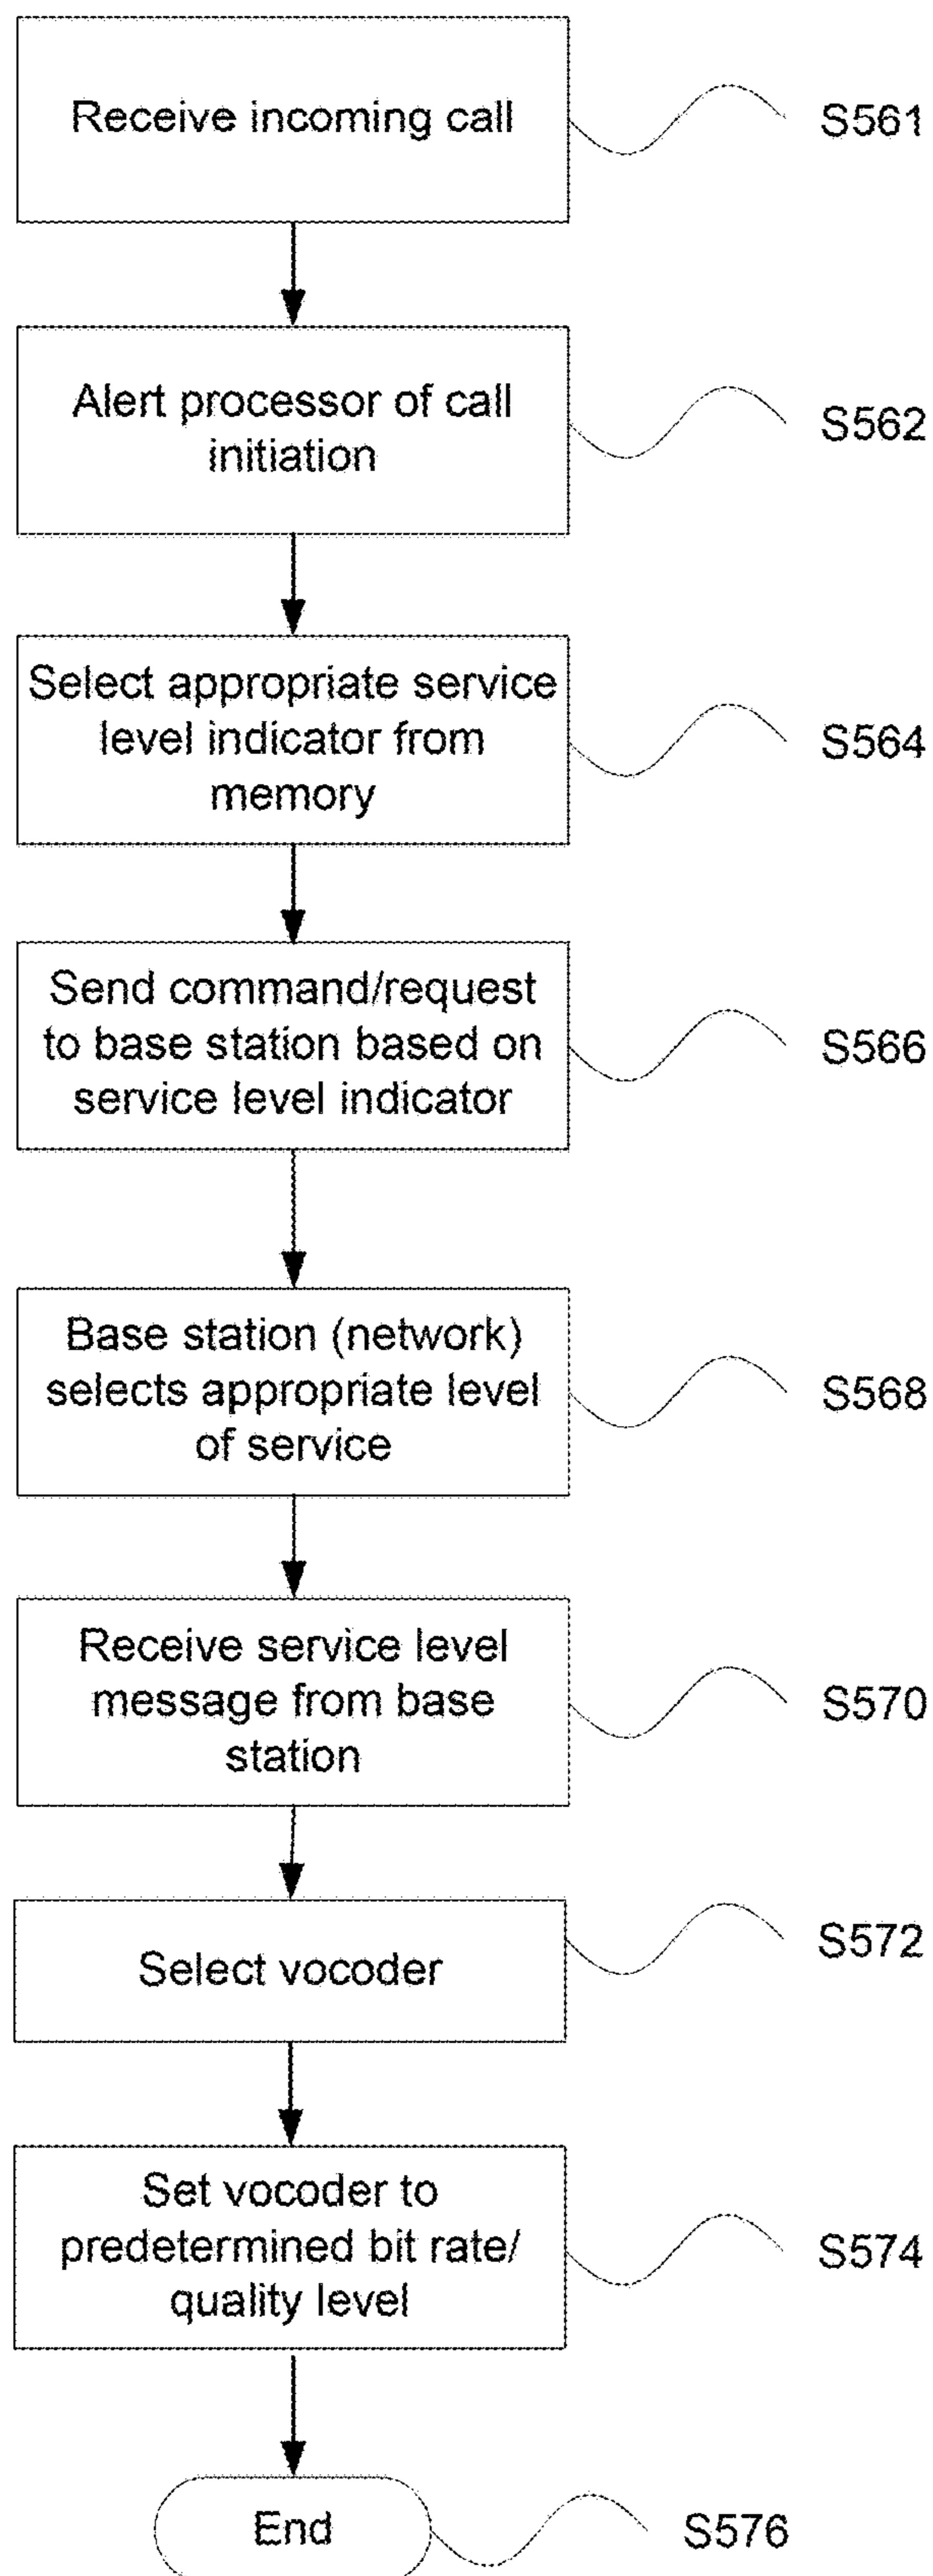 Receive incoming call
S561
Alert processor of call
initiation
S562
Select appropriate service
level indicator from
memory
S564
Send command/request
to base station based on
service level indicator
S566
Base station (network)
selects appropriate level
of service
S568
Receive service level
message from base
station
S570
Select vocoder
S572
Set vocoder to
predetermined bit rate/
quality level
S574
End
S576